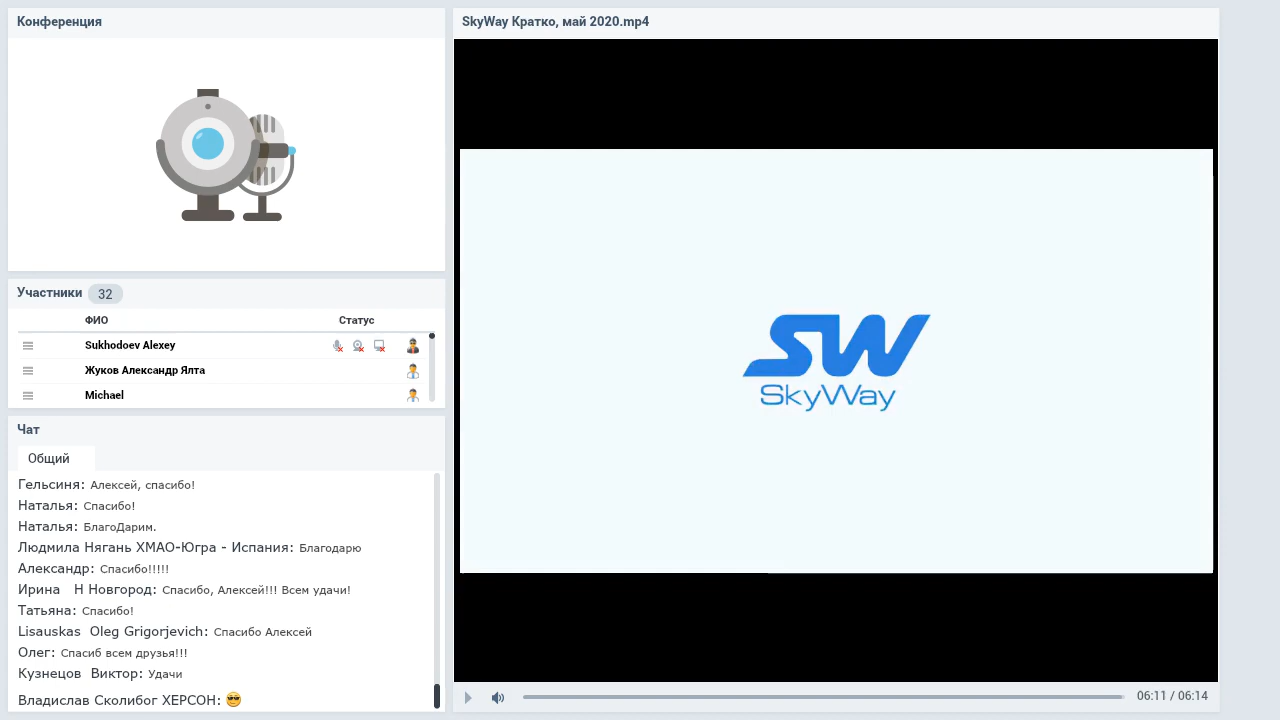 Конференция
SkyWay Кратко, май 2020.mp4
SW
SkyWay
Участники 32
ФИО Статус
Sukhodoev Alexey
Жуков Александр Ялта
Michael
Чат
Общий
Гельсиня: Алексей, спасибо!
Наталья: Спасибо!
Наталья: БлагоДарим.
Людмила Нягань ХМАО-Югра - Испания: Благодарю
Александр: Спасибо!!!!!
Ирина Н Новгород: Спасибо, Алексей!!! Всем удачи!
Татьяна: Спасибо!
Lisauskas Oleg Grigorjevich: Спасибо Алексей
Олег: Спасиб всем друзья!!!
Кузнецов Виктор: Удачи
Владислав Сколибог ХЕРСОН: 😎
06:11 / 06:14